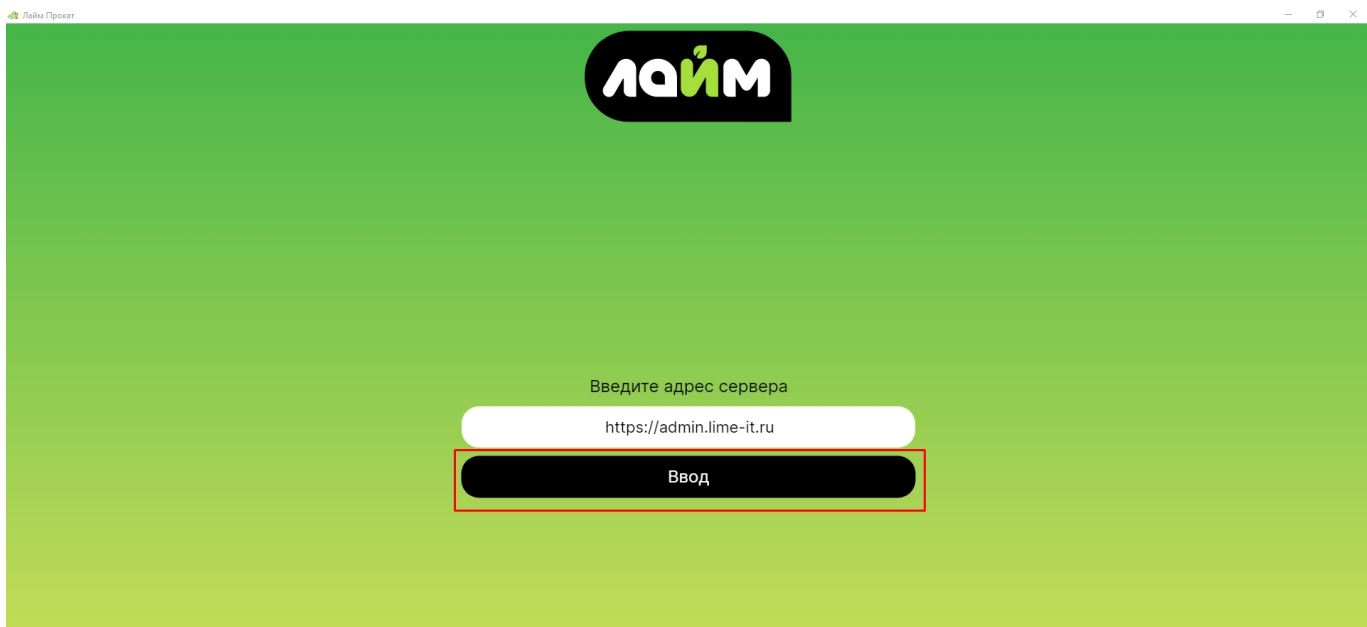 Лайм Прокат
лайм
Введите адрес сервера
https://admin.lime-it.ru
Ввод